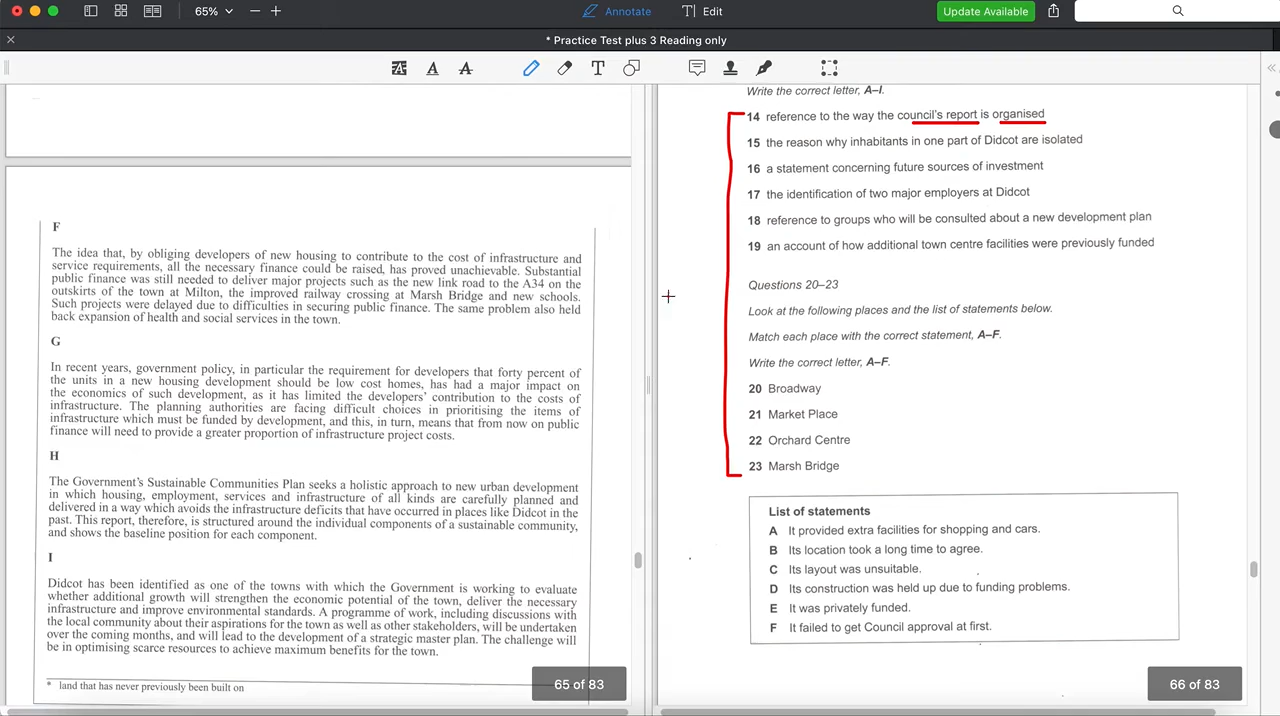 65%
Annotate
Edit
Update Available
* Practice Test plus 3 Reading only
F
The idea that, by obliging developers of new housing to contribute to the cost of infrastructure and
service requirements, all the necessary finance could be raised, has proved unachievable. Substantial
public finance was still needed to deliver major projects such as the new link road to the A34 on the
outskirts of the town at Milton, the improved railway crossing at Marsh Bridge and new schools.
Such projects were delayed due to difficulties in securing public finance. The same problem also held
back expansion of health and social services in the town.
G
In recent years, government policy, in particular the requirement for developers that forty percent of
the units in a new housing development should be low cost homes, has had a major impact on
the economics of such development, as it has limited the developers' contribution to the costs of
infrastructure. The planning authorities are facing difficult choices in prioritising the items of
infrastructure which must be funded by development, and this, in turn, means that from now on public
finance will need to provide a greater proportion of infrastructure project costs.
H
The Government's Sustainable Communities Plan seeks a holistic approach to new urban development
in which housing, employment, services and infrastructure of all kinds are carefully planned and
delivered in a way which avoids the infrastructure deficits that have occurred in places like Didcot in the
past. This report, therefore, is structured around the individual components of a sustainable community,
and shows the baseline position for each component.
I
Didcot has been identified as one of the towns with which the Government is working to evaluate
whether additional growth will strengthen the economic potential of the town, deliver the necessary
infrastructure and improve environmental standards. A programme of work, including discussions with
the local community about their aspirations for the town as well as other stakeholders, will be undertaken
over the coming months, and will lead to the development of a strategic master plan. The challenge will
be in optimising scarce resources to achieve maximum benefits for the town.
* land that has never previously been built on
65 of 83
Write the correct letter, A–I.
14 reference to the way the council's report is organised
15 the reason why inhabitants in one part of Didcot are isolated
16 a statement concerning future sources of investment
17 the identification of two major employers at Didcot
18 reference to groups who will be consulted about a new development plan
19 an account of how additional town centre facilities were previously funded
Questions 20–23
Look at the following places and the list of statements below.
Match each place with the correct statement, A–F.
Write the correct letter, A–F.
20 Broadway
21 Market Place
22 Orchard Centre
23 Marsh Bridge
List of statements
A It provided extra facilities for shopping and cars.
B Its location took a long time to agree.
C Its layout was unsuitable.
D Its construction was held up due to funding problems.
E It was privately funded.
F It failed to get Council approval at first.
66 of 83